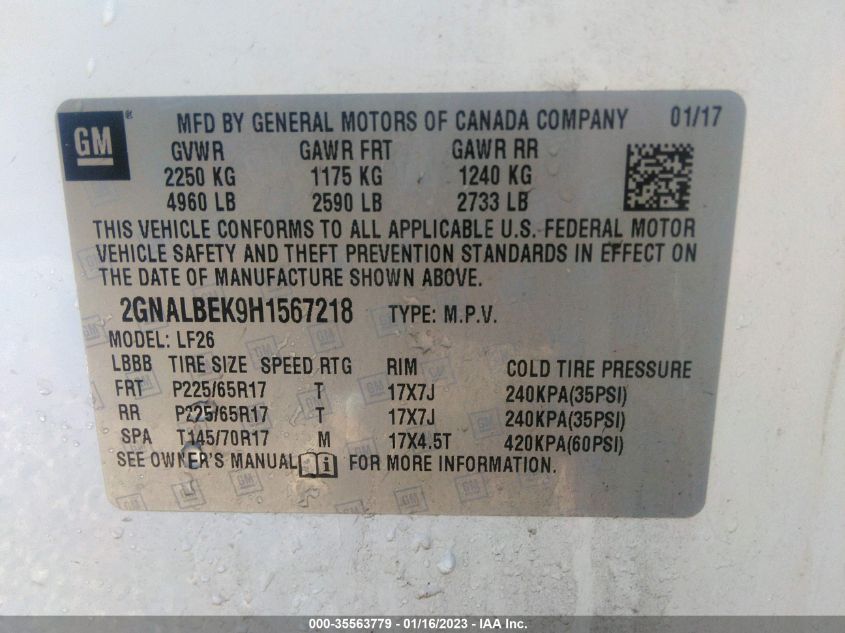 GM ® MFD BY GENERAL MOTORS OF CANADA COMPANY 01/17
GVWR GAWR FRT GAWR RR
2250 KG 1175 KG 1240 KG
4960 LB 2590 LB 2733 LB
THIS VEHICLE CONFORMS TO ALL APPLICABLE U.S. FEDERAL MOTOR
VEHICLE SAFETY AND THEFT PREVENTION STANDARDS IN EFFECT ON
THE DATE OF MANUFACTURE SHOWN ABOVE.
2GNALBEK9H1567218 TYPE: M.P.V.
MODEL: LF26
LBBB TIRE SIZE SPEED RTG RIM COLD TIRE PRESSURE
FRT P225/65R17 T 17X7J 240KPA(35PSI)
RR P225/65R17 T 17X7J 240KPA(35PSI)
SPA T145/70R17 M 17X4.5T 420KPA(60PSI)
SEE OWNER'S MANUAL FOR MORE INFORMATION.
000-35563779 - 01/16/2023 - IAA Inc.